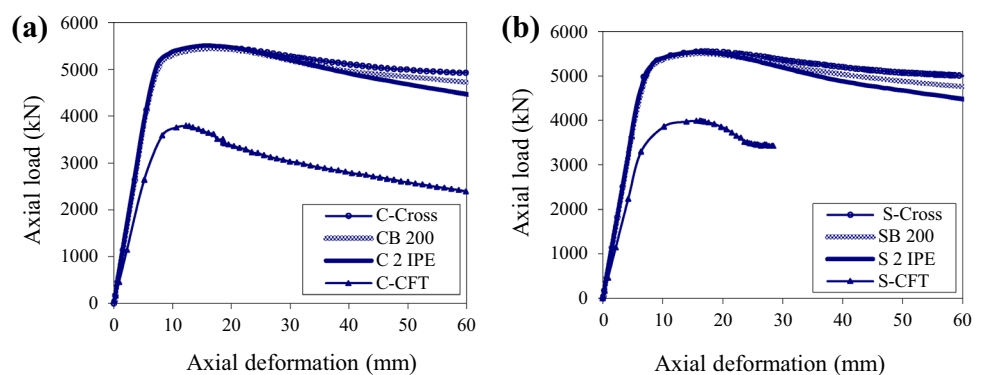 (a)
Axial load (kN)
6000
5000
4000
3000
2000
1000
0
C-Cross
CB 200
C 2 IPE
C-CFT
0 10 20 30 40 50 60
Axial deformation (mm)
(b)
Axial load (kN)
6000
5000
4000
3000
2000
1000
0
S-Cross
SB 200
S 2 IPE
S-CFT
0 10 20 30 40 50 60
Axial deformation (mm)